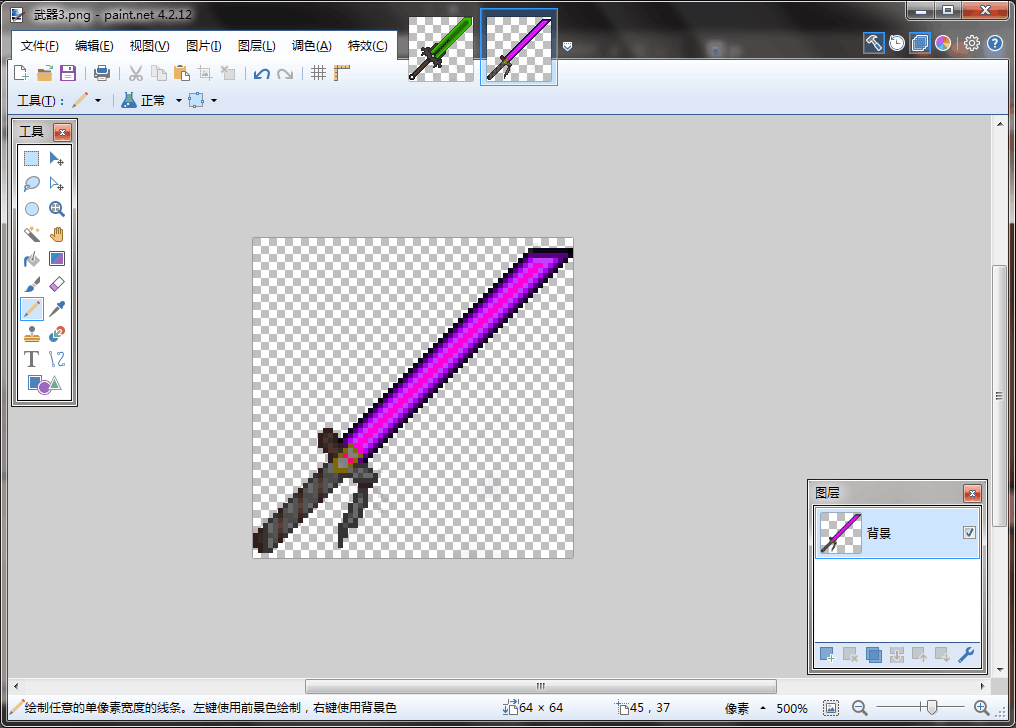 武器3.png - paint.net 4.2.12
文件(F) 编辑(E) 视图(V) 图片(I) 图层(L) 调色(A) 特效(C)
工具(T)： 正常
工具
图层
背景
绘制任意的单像素宽度的线条。左键使用前景色绘制，右键使用背景色 64 × 64 45，37 像素 500%